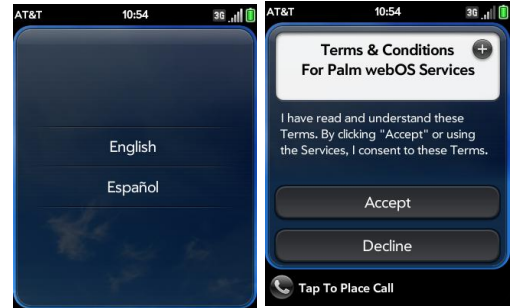 AT&T 10:54 3G
English
Español
AT&T 10:54 3G
Terms & Conditions
For Palm webOS Services
I have read and understand these
Terms. By clicking "Accept" or using
the Services, I consent to these Terms.
Accept
Decline
Tap To Place Call